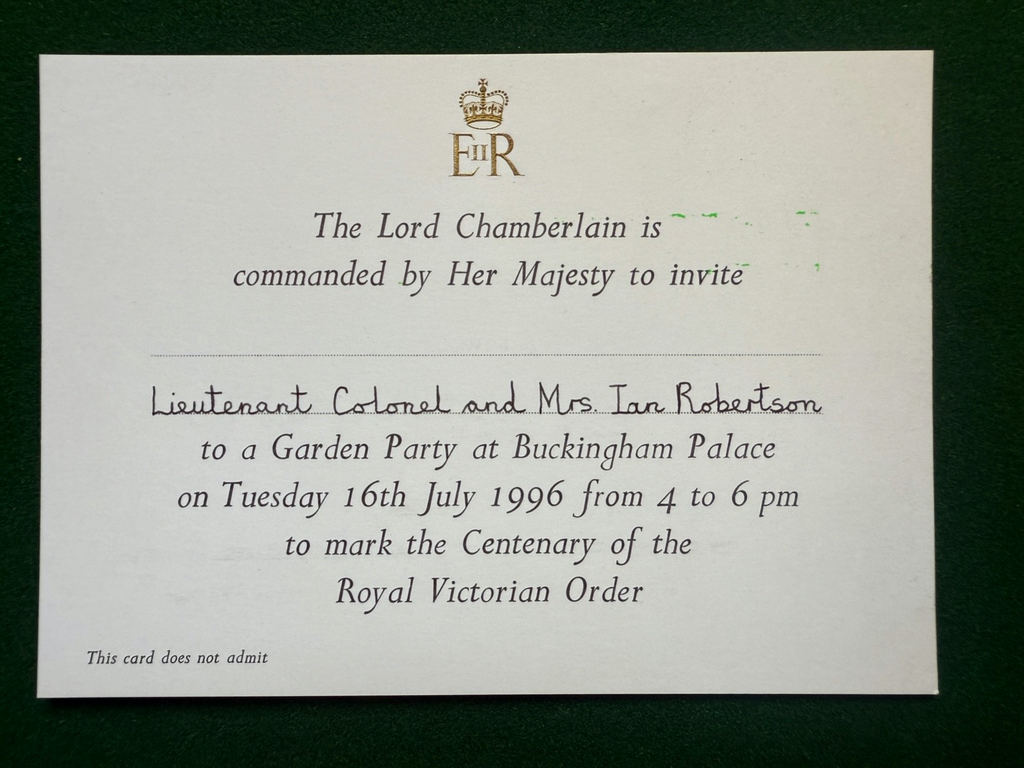 EIIR
The Lord Chamberlain is
commanded by Her Majesty to invite
Lieutenant Colonel and Mrs. Ian Robertson
to a Garden Party at Buckingham Palace
on Tuesday 16th July 1996 from 4 to 6 pm
to mark the Centenary of the
Royal Victorian Order
This card does not admit